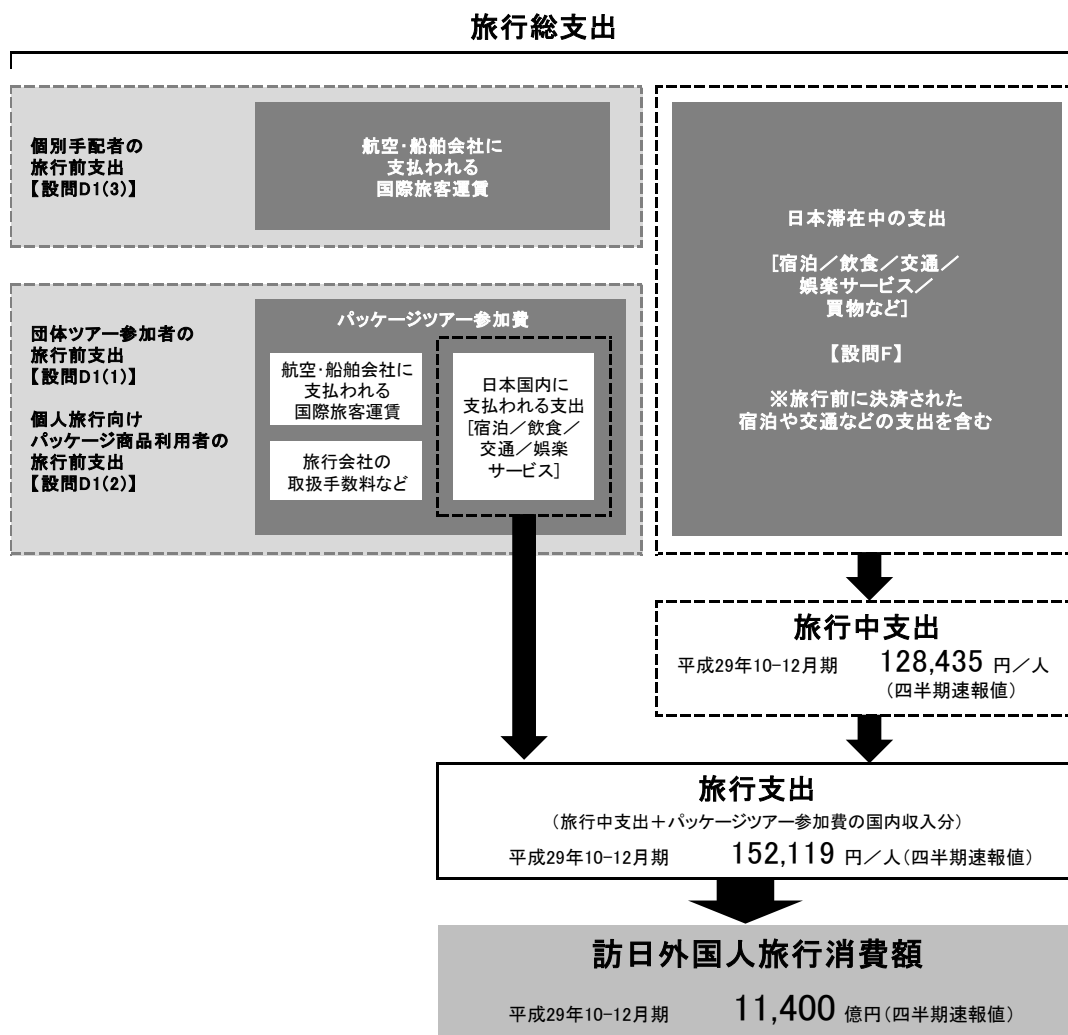 旅行総支出
個別手配者の
旅行前支出
【設問D1(3)】
航空・船舶会社に
支払われる
国際旅客運賃
団体ツアー参加者の
旅行前支出
【設問D1(1)】
個人旅行向け
パッケージ商品利用者の
旅行前支出
【設問D1(2)】
パッケージツアー参加費
航空・船舶会社に
支払われる
国際旅客運賃
旅行会社の
取扱手数料など
日本国内に
支払われる支出
[宿泊／飲食／
交通／娯楽
サービス]
日本滞在中の支出
[宿泊／飲食／交通／
娯楽サービス／
買物など]
【設問F】
※旅行前に決済された
宿泊や交通などの支出を含む
旅行中支出
平成29年10-12月期 128,435 円／人
(四半期速報値)
旅行支出
(旅行中支出＋パッケージツアー参加費の国内収入分)
平成29年10-12月期 152,119 円／人(四半期速報値)
訪日外国人旅行消費額
平成29年10-12月期 11,400 億円(四半期速報値)